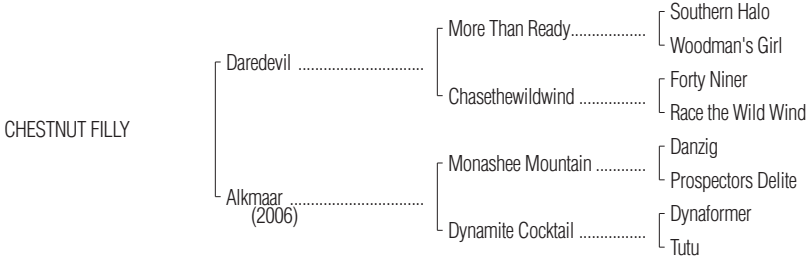 Southern Halo
More Than Ready..................
Woodman's Girl
Daredevil ..............................
Forty Niner
Chasethewildwind ................
Race the Wild Wind
CHESTNUT FILLY
Danzig
Monashee Mountain ............
Prospectors Delite
Alkmaar ................................
(2006)
Dynaformer
Dynamite Cocktail ................
Tutu